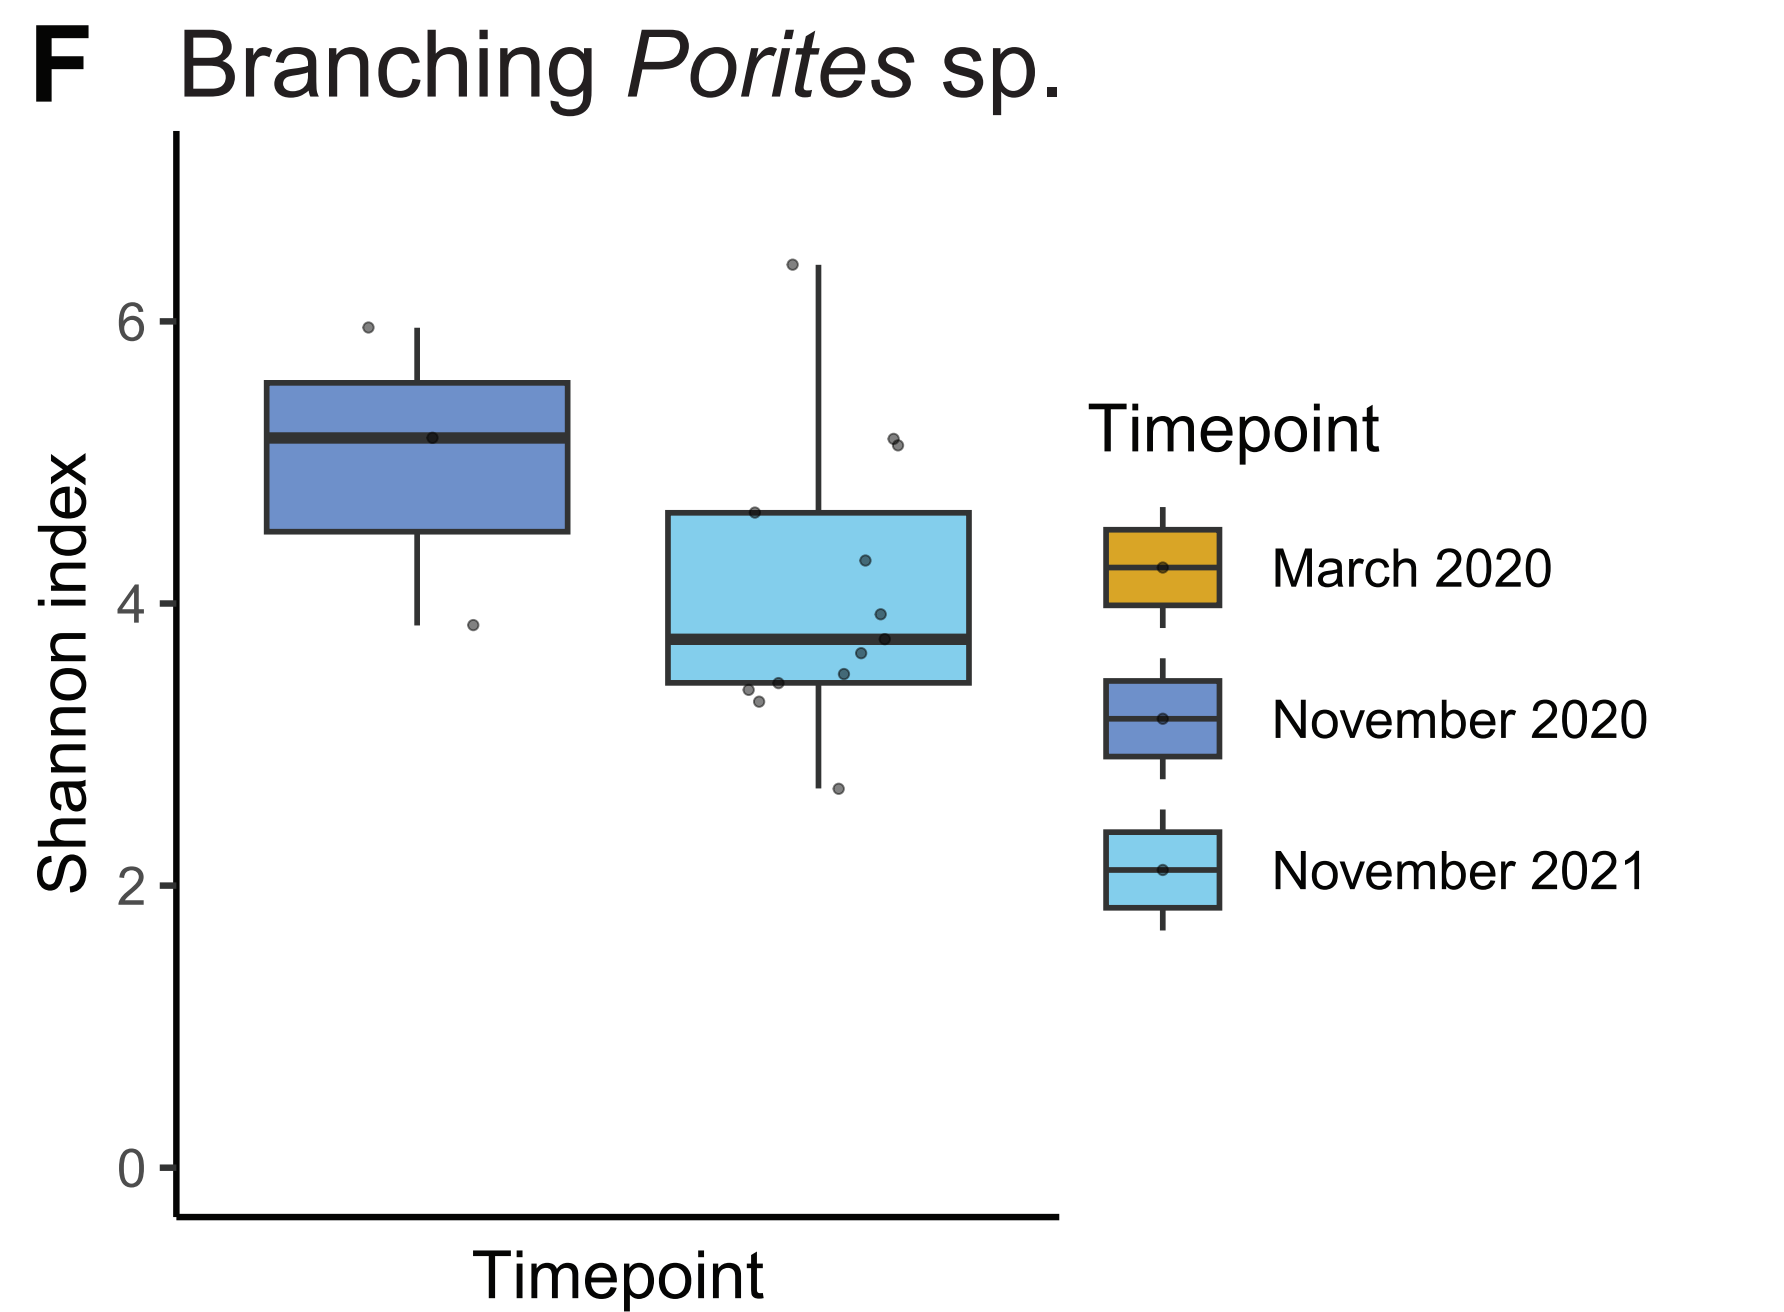 F Branching Porites sp.
6
4
2
0
Shannon index
Timepoint
Timepoint
March 2020
November 2020
November 2021